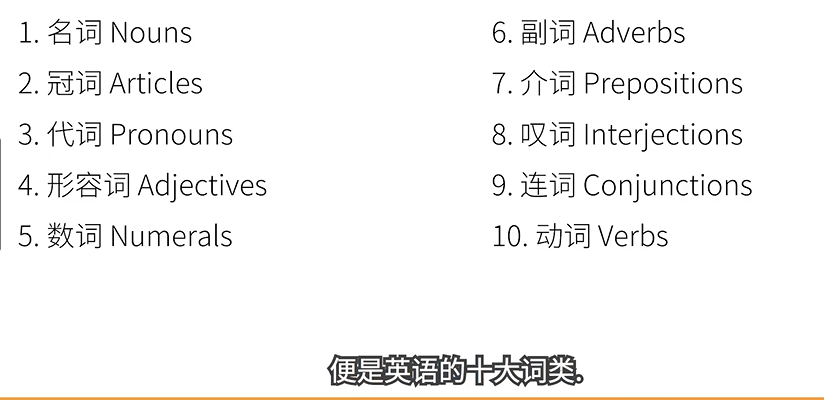 1. 名词 Nouns
2. 冠词 Articles
3. 代词 Pronouns
4. 形容词 Adjectives
5. 数词 Numerals
6. 副词 Adverbs
7. 介词 Prepositions
8. 叹词 Interjections
9. 连词 Conjunctions
10. 动词 Verbs
便是英语的十大词类.